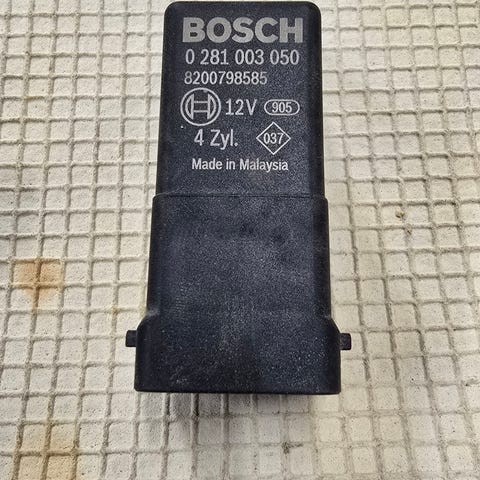 BOSCH
0 281 003 050
8200798585
12V 905
4 Zyl. 037
Made in Malaysia